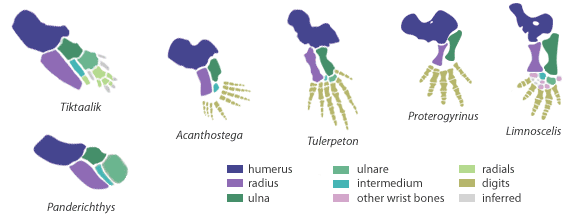 Tiktaalik
Acanthostega
Tulerpeton
Proterogyrinus
Limnoscelis
Panderichthys
humerus
radius
ulna
ulnare
intermedium
other wrist bones
radials
digits
inferred